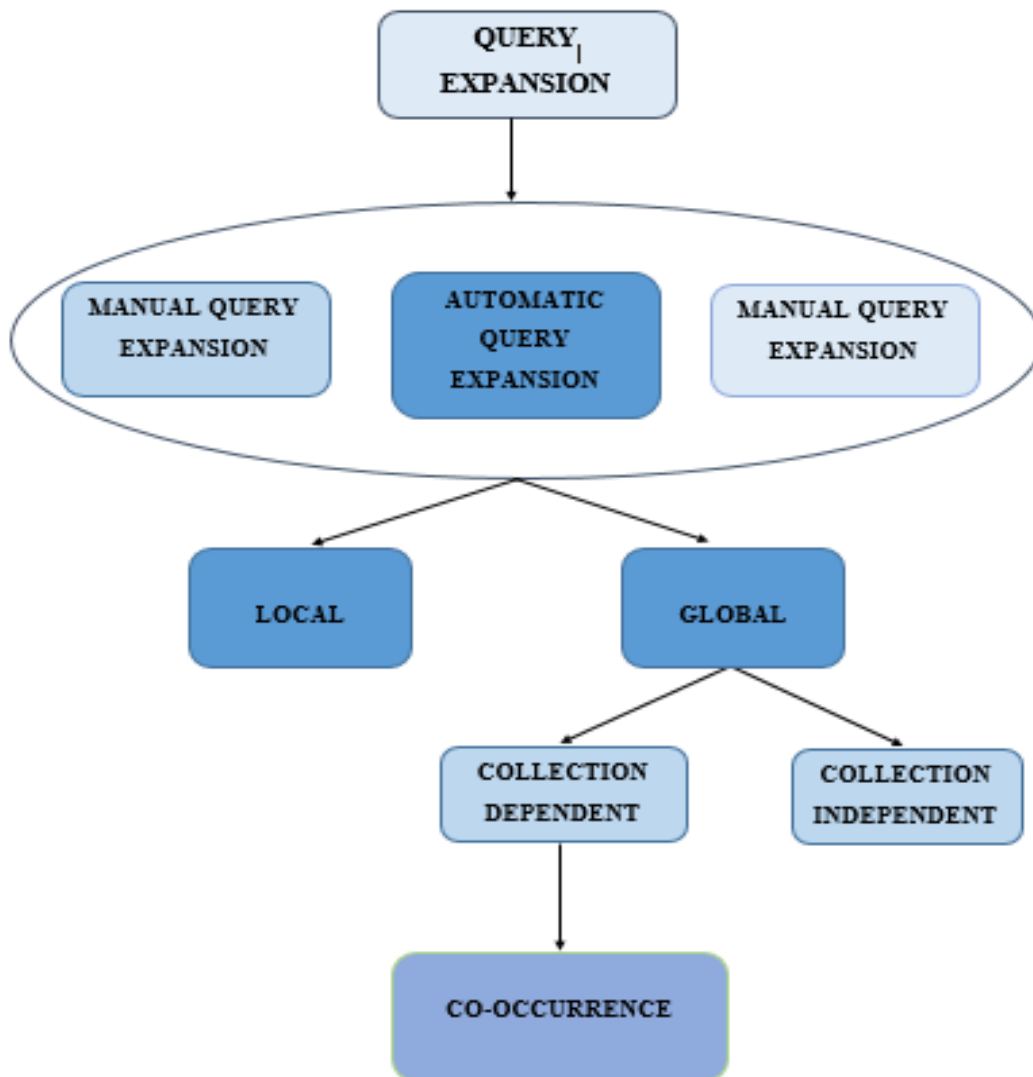 QUERY
EXPANSION
MANUAL QUERY
EXPANSION
AUTOMATIC
QUERY
EXPANSION
MANUAL QUERY
EXPANSION
LOCAL
GLOBAL
COLLECTION
DEPENDENT
COLLECTION
INDEPENDENT
CO-OCCURRENCE